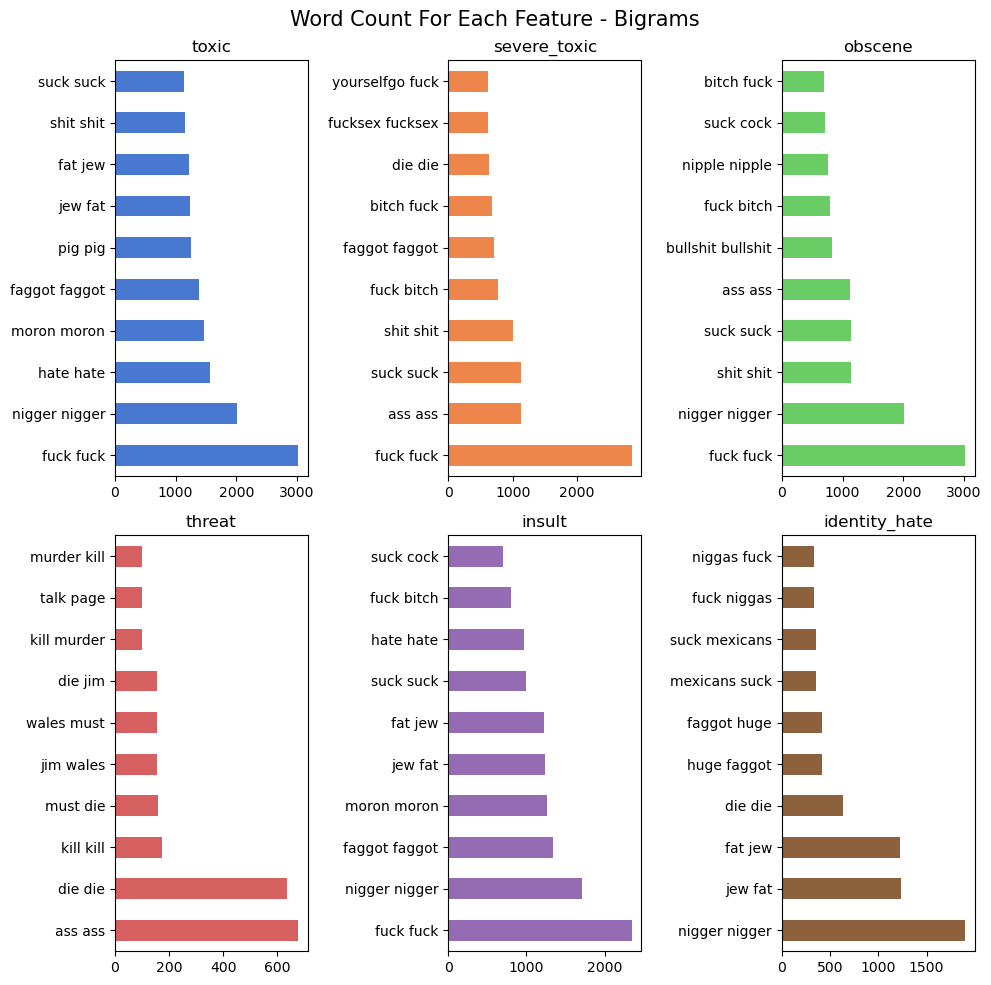 Word Count For Each Feature - Bigrams
toxic
suck suck
shit shit
fat jew
jew fat
pig pig
faggot faggot
moron moron
hate hate
nigger nigger
fuck fuck
0 1000 2000 3000
severe_toxic
yourselfgo fuck
fucksex fucksex
die die
bitch fuck
faggot faggot
fuck bitch
shit shit
suck suck
ass ass
fuck fuck
0 1000 2000
obscene
bitch fuck
suck cock
nipple nipple
fuck bitch
bullshit bullshit
ass ass
suck suck
shit shit
nigger nigger
fuck fuck
0 1000 2000 3000
threat
murder kill
talk page
kill murder
die jim
wales must
jim wales
must die
kill kill
die die
ass ass
0 200 400 600
insult
suck cock
fuck bitch
hate hate
suck suck
fat jew
jew fat
moron moron
faggot faggot
nigger nigger
fuck fuck
0 1000 2000
identity_hate
niggas fuck
fuck niggas
suck mexicans
mexicans suck
faggot huge
huge faggot
die die
fat jew
jew fat
nigger nigger
0 500 1000 1500